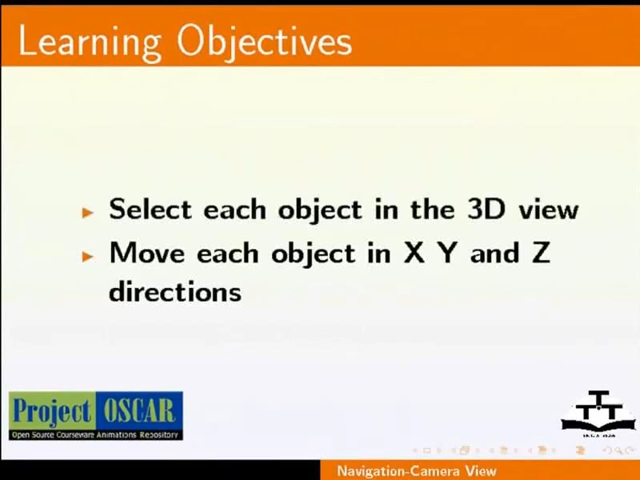 Learning Objectives
Select each object in the 3D view
Move each object in X Y and Z
directions
Project OSCAR
Open Source Courseware Animations Repository
Navigation-Camera View